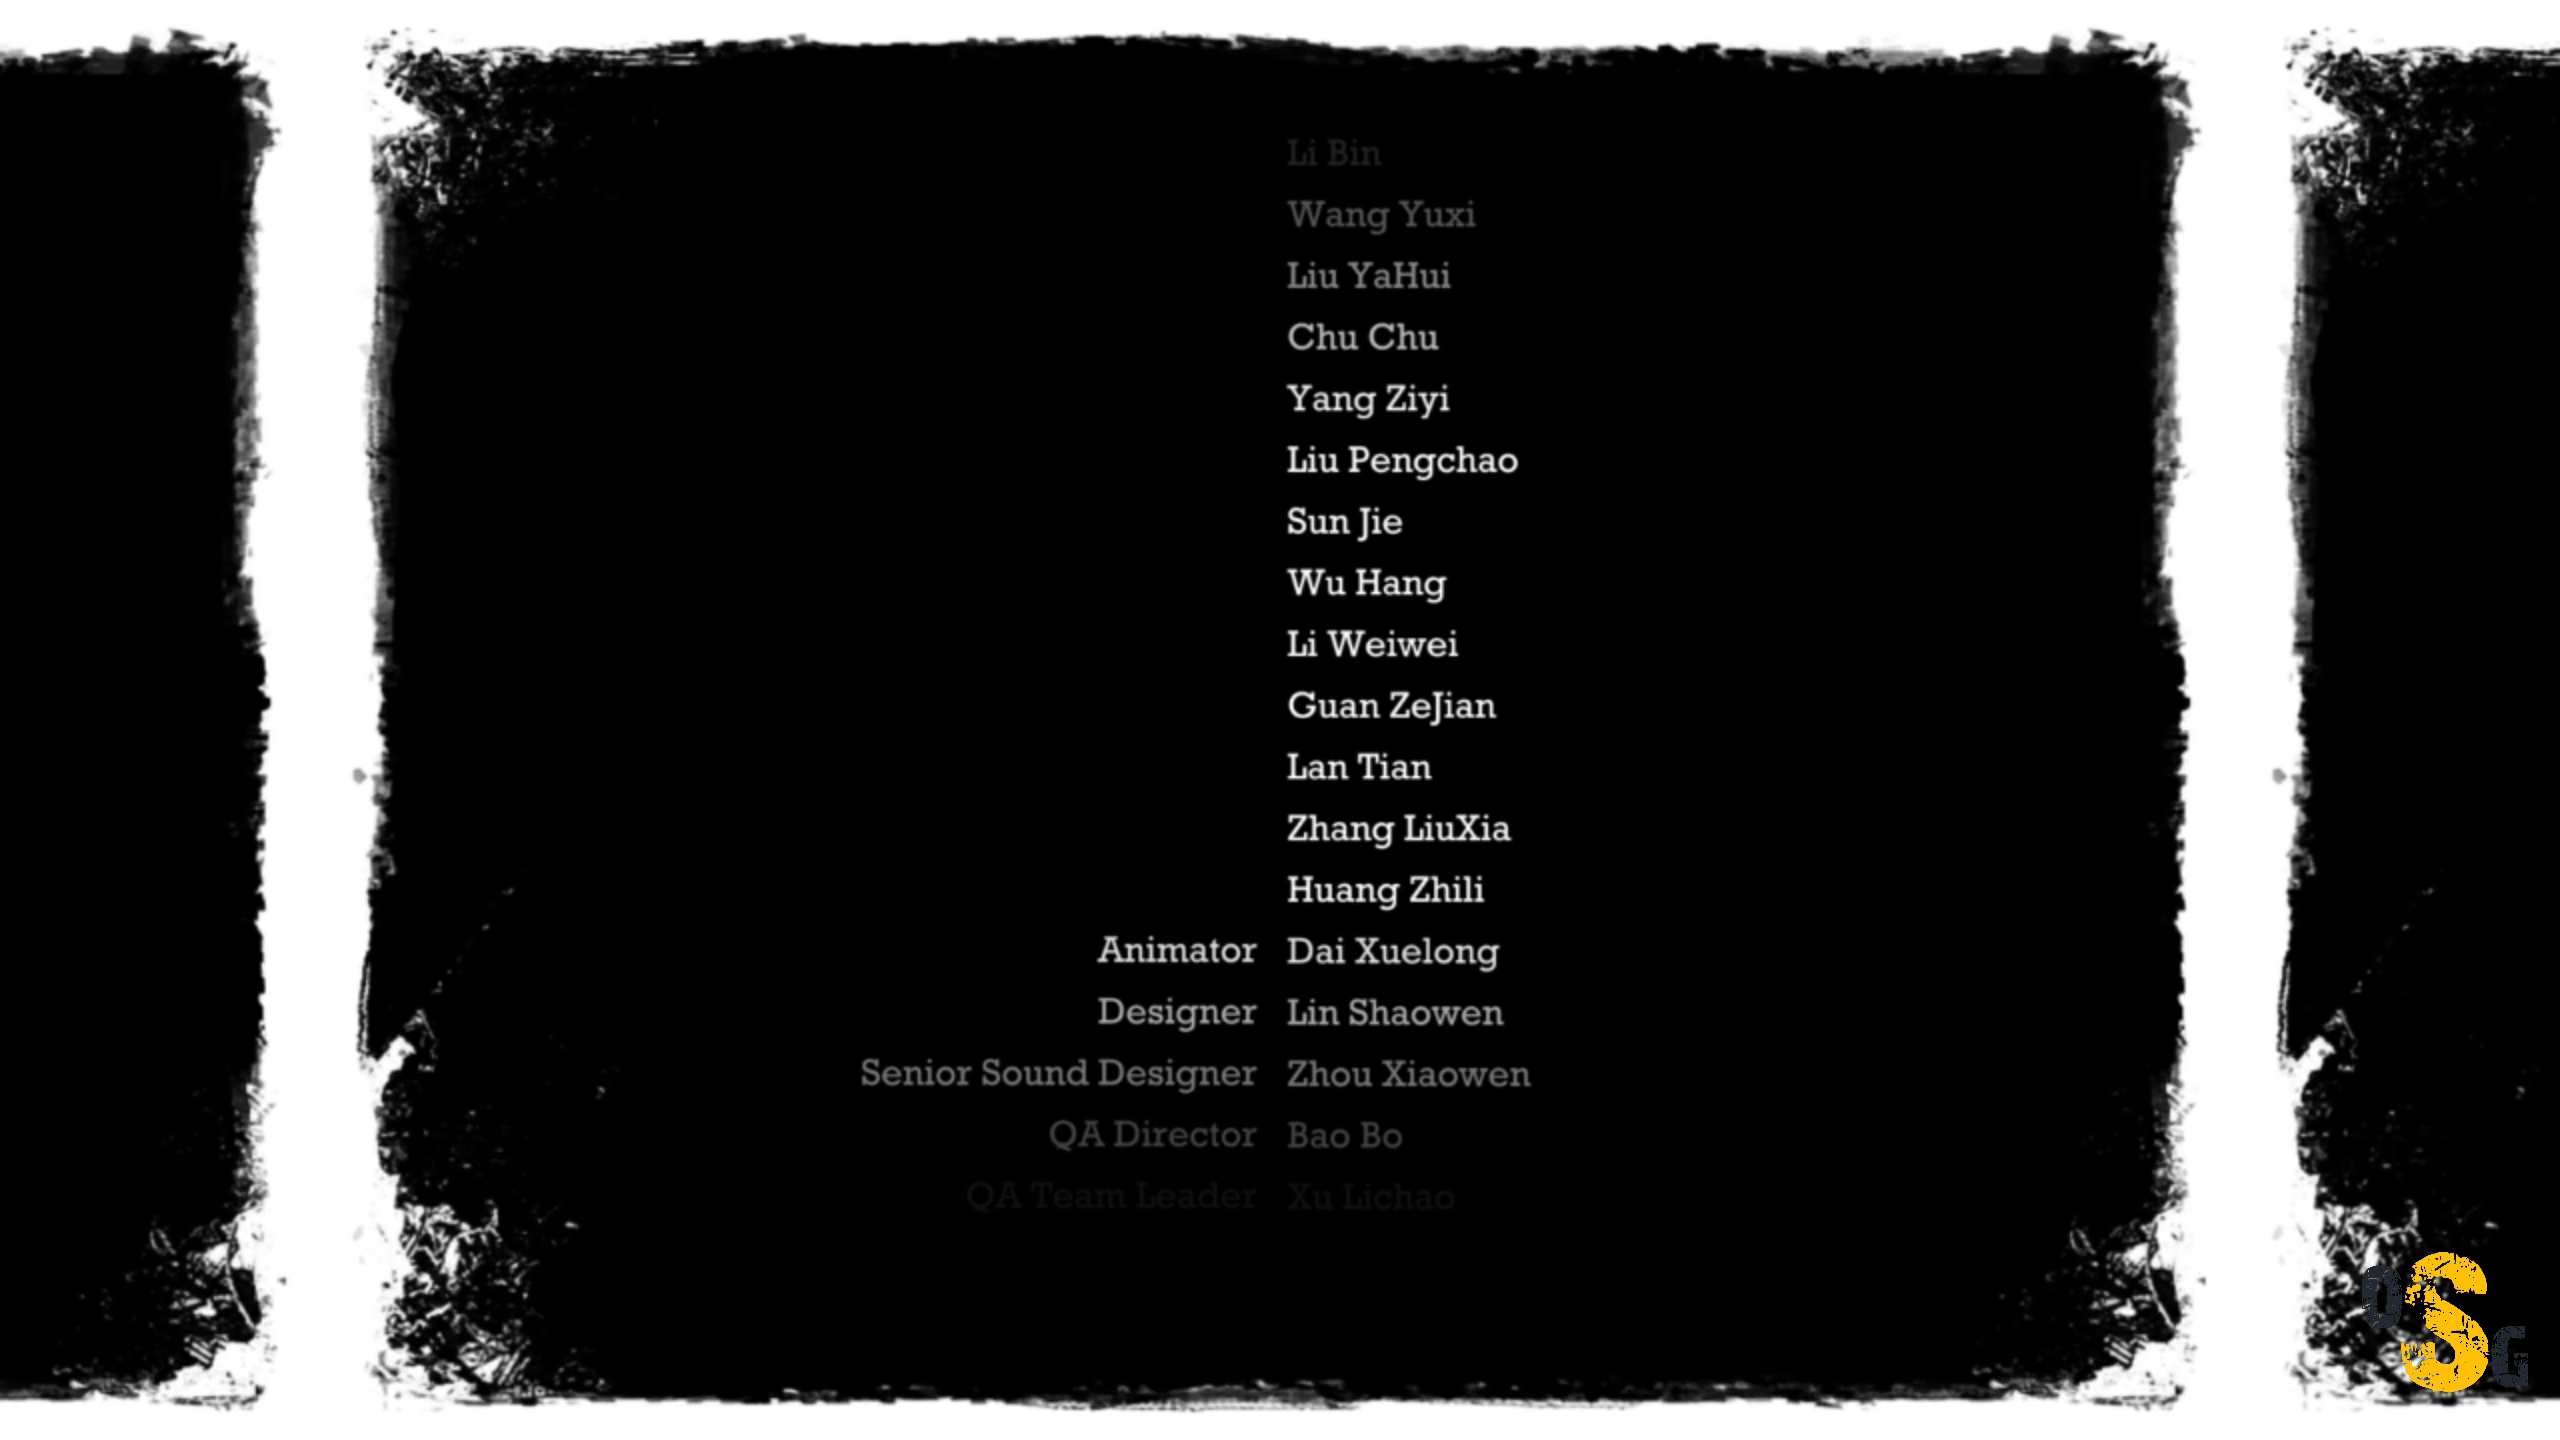 Li Bin
Wang Yuxi
Liu YaHui
Chu Chu
Yang Ziyi
Liu Pengchao
Sun Jie
Wu Hang
Li Weiwei
Guan ZeJian
Lan Tian
Zhang LiuXia
Huang Zhili
Animator Dai Xuelong
Designer Lin Shaowen
Senior Sound Designer Zhou Xiaowen
QA Director Bao Bo
QA Team Leader Xu Lichao
OSG